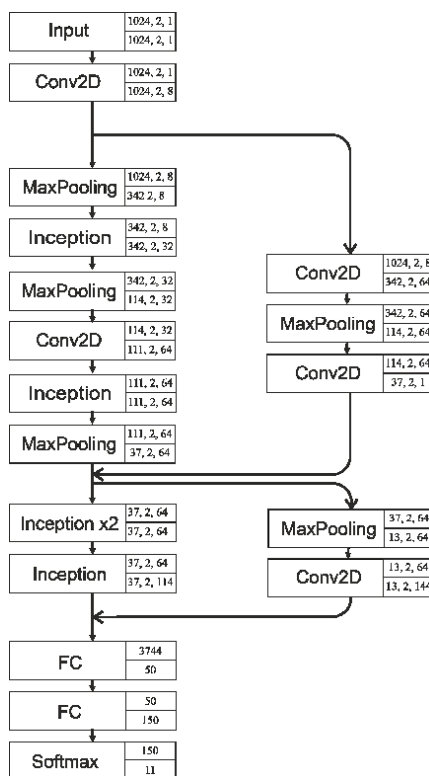 Input
1024, 2, 1
1024, 2, 1
Conv2D
1024, 2, 1
1024, 2, 8
MaxPooling
1024, 2, 8
342 2, 8
Inception
342, 2, 8
342, 2, 32
MaxPooling
342, 2, 32
114, 2, 32
Conv2D
114, 2, 32
111, 2, 64
Inception
111, 2, 64
111, 2, 64
MaxPooling
111, 2, 64
37, 2, 64
Conv2D
1024, 2, 8
342, 2, 64
MaxPooling
342, 2, 64
114, 2, 64
Conv2D
114, 2, 64
37, 2, 1
Inception x2
37, 2, 64
37, 2, 64
Inception
37, 2, 64
37, 2, 114
MaxPooling
37, 2, 64
13, 2, 64
Conv2D
13, 2, 64
13, 2, 144
FC
3744
50
FC
50
150
Softmax
150
11